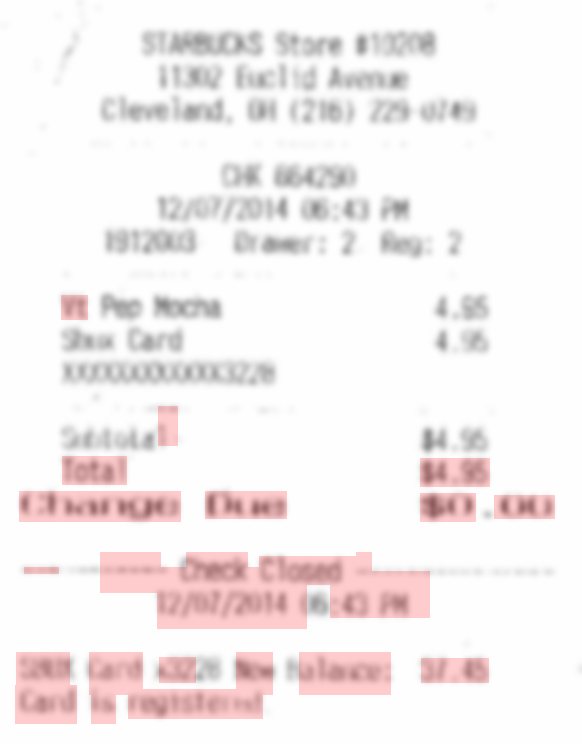 STARBUCKS Store #10208
11302 Euclid Avenue
Cleveland, OH (216) 229-0749
CHK 664290
12/07/2014 06:43 PM
1912003 Drawer: 2 Reg: 2
Vt Pep Mocha 4.95
Sbux Card 4.95
XXXXXXXXXXXX3228
Subtotal $4.95
Total $4.95
Change Due $0.00
Check Closed
12/07/2014 06:43 PM
SBUX Card x3228 New Balance: 37.45
Card is registered